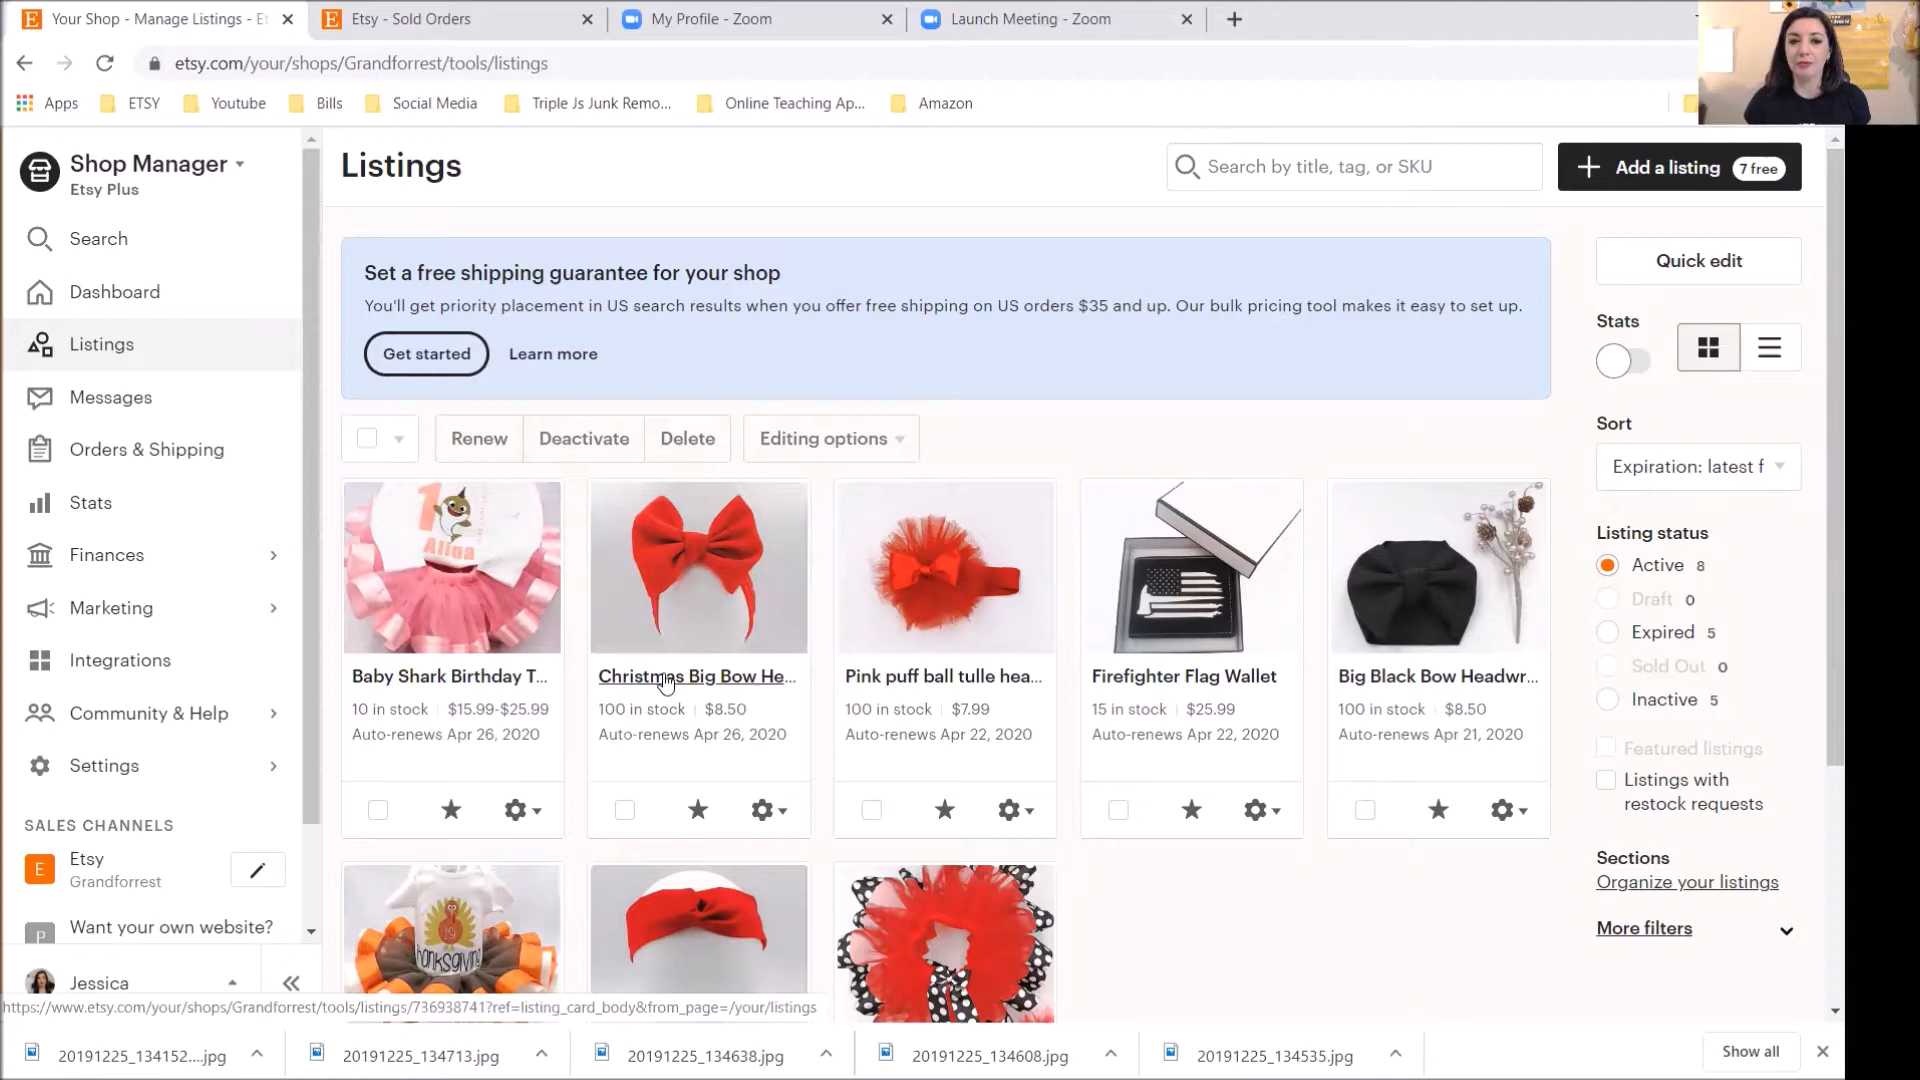 Your Shop - Manage Listings - Et
Etsy - Sold Orders
My Profile - Zoom
Launch Meeting - Zoom
etsy.com/your/shops/Grandforrest/tools/listings
Apps
ETSY
Youtube
Bills
Social Media
Triple Js Junk Remo...
Online Teaching Ap...
Amazon
Shop Manager
Etsy Plus
Search
Dashboard
Listings
Messages
Orders & Shipping
Stats
Finances
Marketing
Integrations
Community & Help
Settings
SALES CHANNELS
E
Etsy
Grandforrest
P
Want your own website?
Jessica
Listings
Search by title, tag, or SKU
Add a listing 7 free
Set a free shipping guarantee for your shop
You'll get priority placement in US search results when you offer free shipping on US orders $35 and up. Our bulk pricing tool makes it easy to set up.
Get started
Learn more
Renew
Deactivate
Delete
Editing options
1
Aliga
Baby Shark Birthday T...
10 in stock $15.99-$25.99
Auto-renews Apr 26, 2020
Christmas Big Bow He...
100 in stock $8.50
Auto-renews Apr 26, 2020
Pink puff ball tulle hea...
100 in stock $7.99
Auto-renews Apr 22, 2020
Firefighter Flag Wallet
15 in stock $25.99
Auto-renews Apr 22, 2020
Big Black Bow Headwr...
100 in stock $8.50
Auto-renews Apr 21, 2020
Thanksgiving
Quick edit
Stats
Sort
Expiration: latest f
Listing status
Active 8
Draft 0
Expired 5
Sold Out 0
Inactive 5
Featured listings
Listings with
restock requests
Sections
Organize your listings
More filters
https://www.etsy.com/your/shops/Grandforrest/tools/listings/736938741?ref=listing_card_body&from_page=/your/listings
20191225_134152....jpg
20191225_134713.jpg
20191225_134638.jpg
20191225_134608.jpg
20191225_134535.jpg
Show all